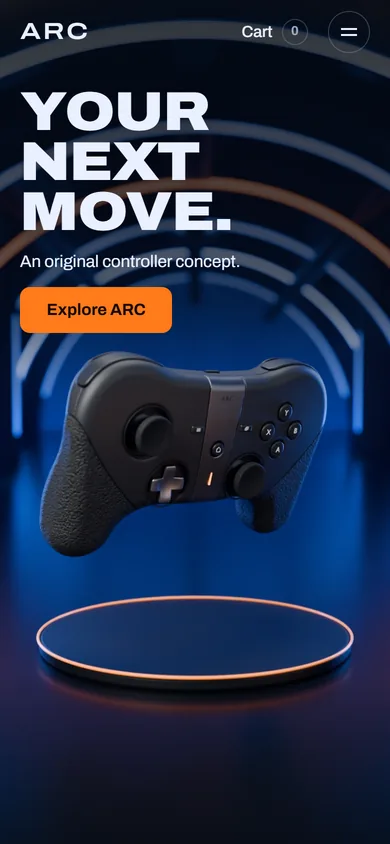 ARC
Cart 0
YOUR
NEXT
MOVE.
An original controller concept.
Explore ARC
Y
X B
A